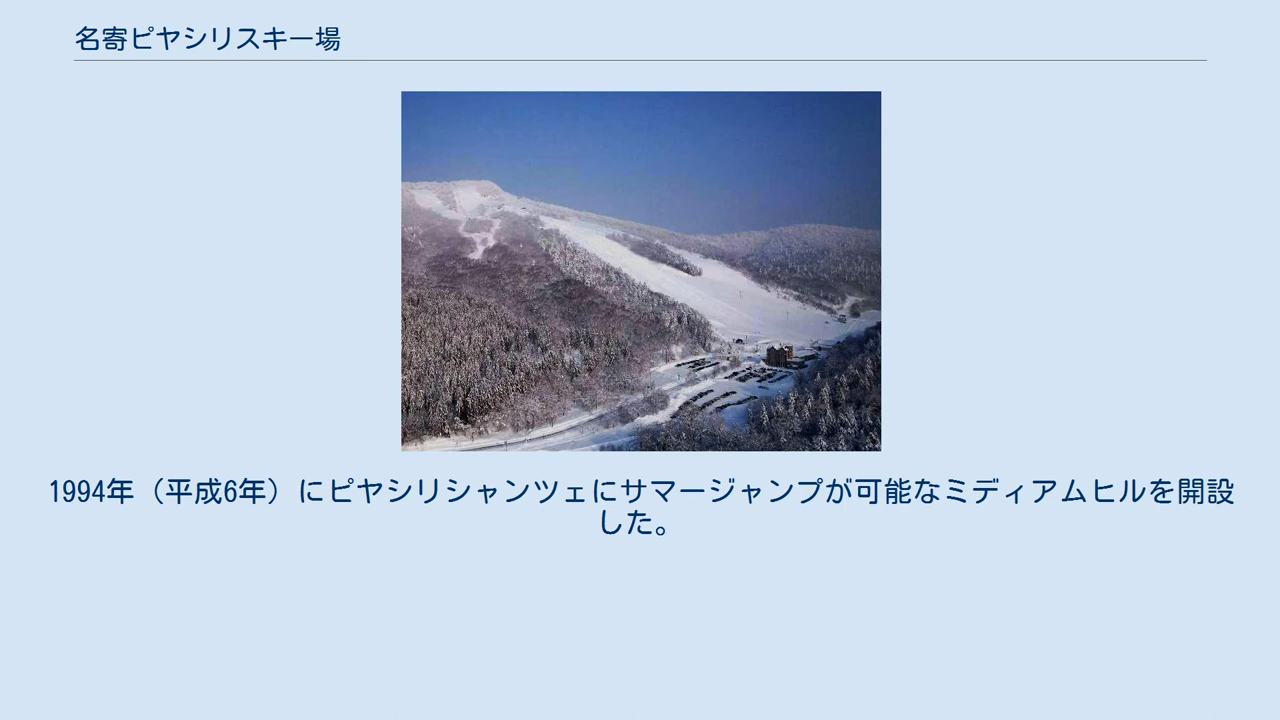 名寄ピヤシリスキー場
1994年（平成6年）にピヤシリシャンツェにサマージャンプが可能なミディアムヒルを開設
した。